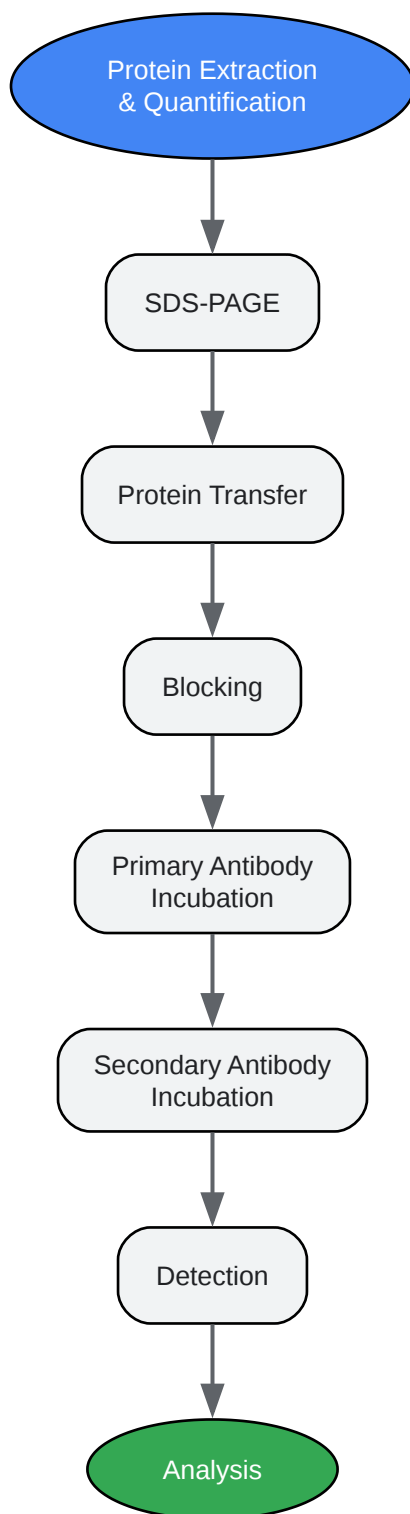 Protein Extraction
& Quantification
SDS-PAGE
Protein Transfer
Blocking
Primary Antibody
Incubation
Secondary Antibody
Incubation
Detection
Analysis